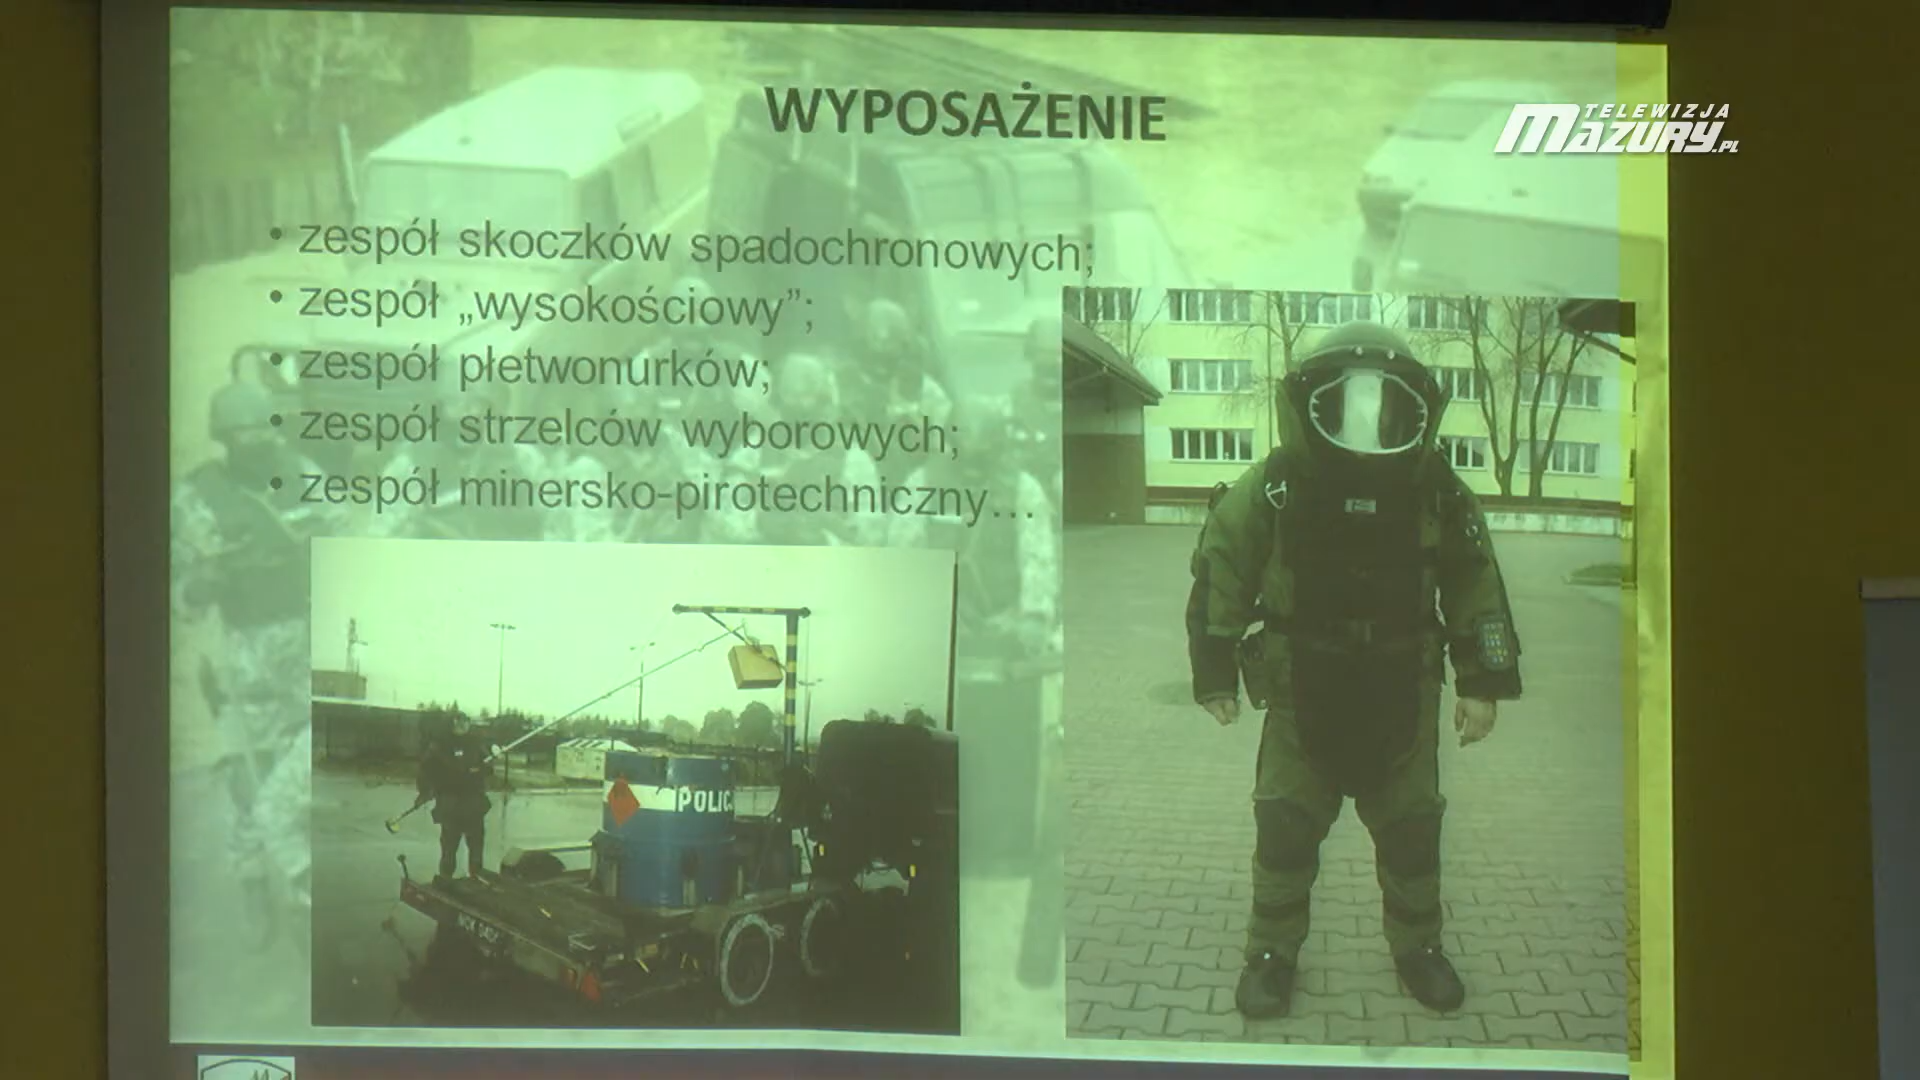 WYPOSAŻENIE
TELEWIZJA
MAZURY.PL
• zespół skoczków spadochronowych;
• zespół „wysokościowy”;
• zespół płetwonurków;
• zespół strzelców wyborowych;
• zespół minersko-pirotechniczny…
POLIC